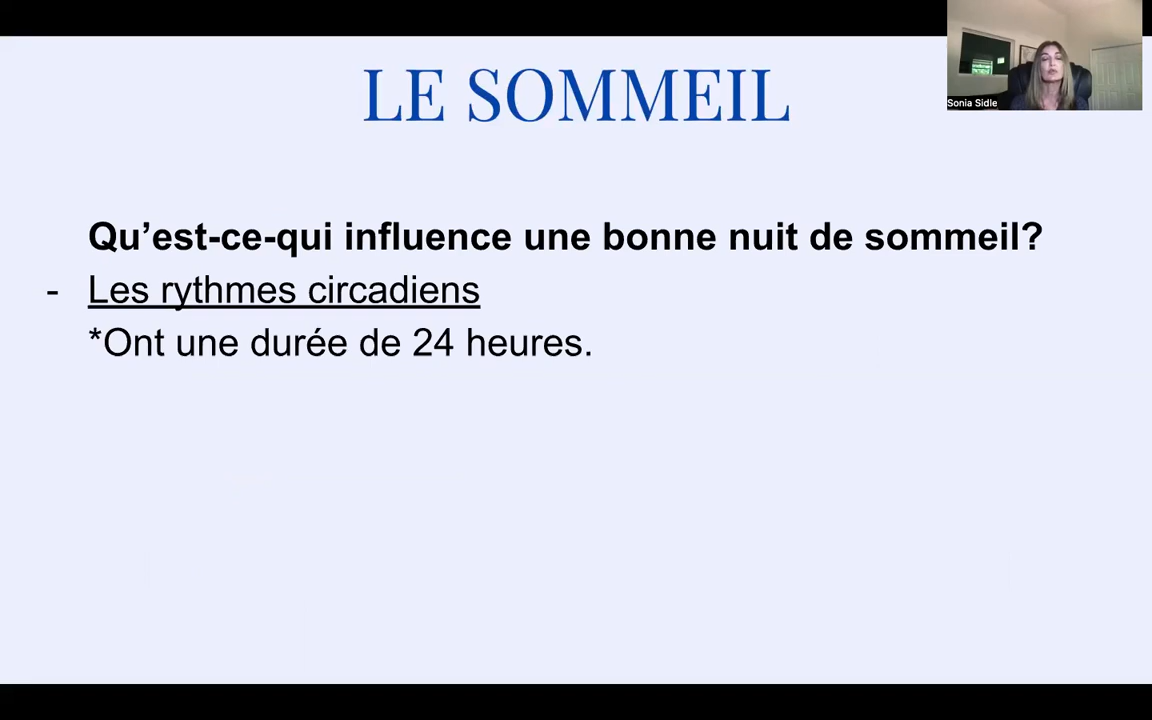 LE SOMMEIL
Sonia Sidle
Qu’est-ce-qui influence une bonne nuit de sommeil?
- Les rythmes circadiens
*Ont une durée de 24 heures.